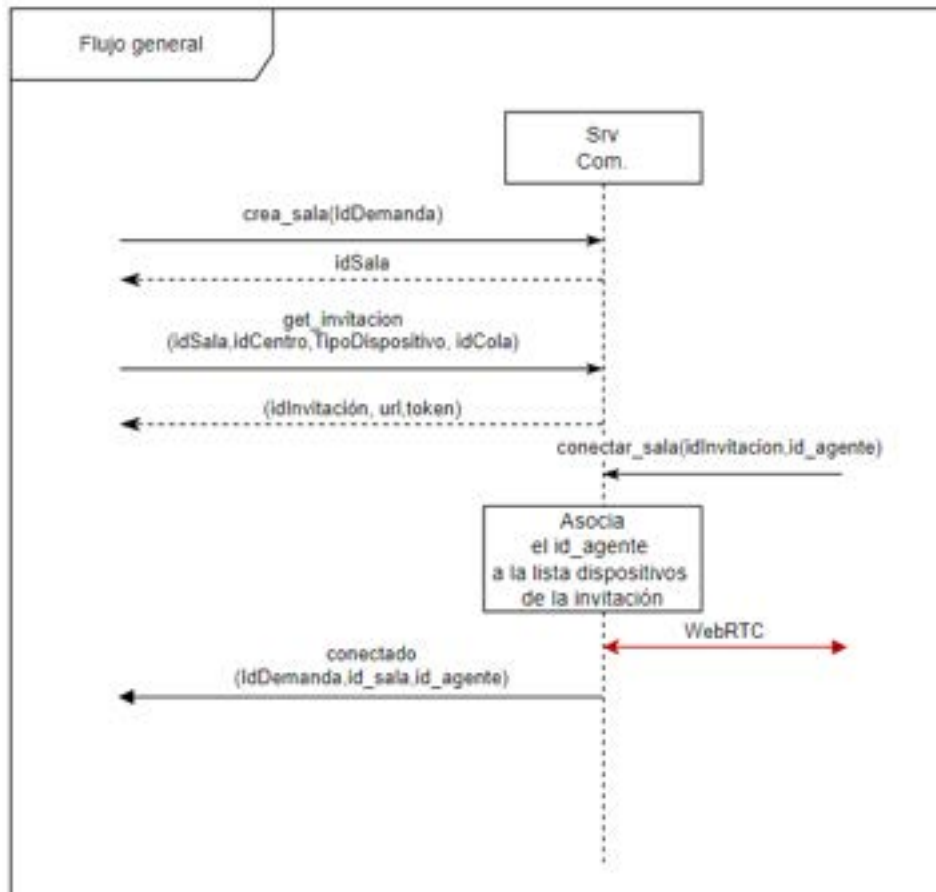 Flujo general
Srv
Com.
crea_sala(IdDemanda)
idSala
get_invitacion
(idSala,idCentro,TipoDispositivo, idCola)
(idInvitación, url,token)
conectar_sala(idInvitacion,id_agente)
Asocia
el id_agente
a la lista dispositivos
de la invitación
WebRTC
conectado
(IdDemanda,id_sala,id_agente)